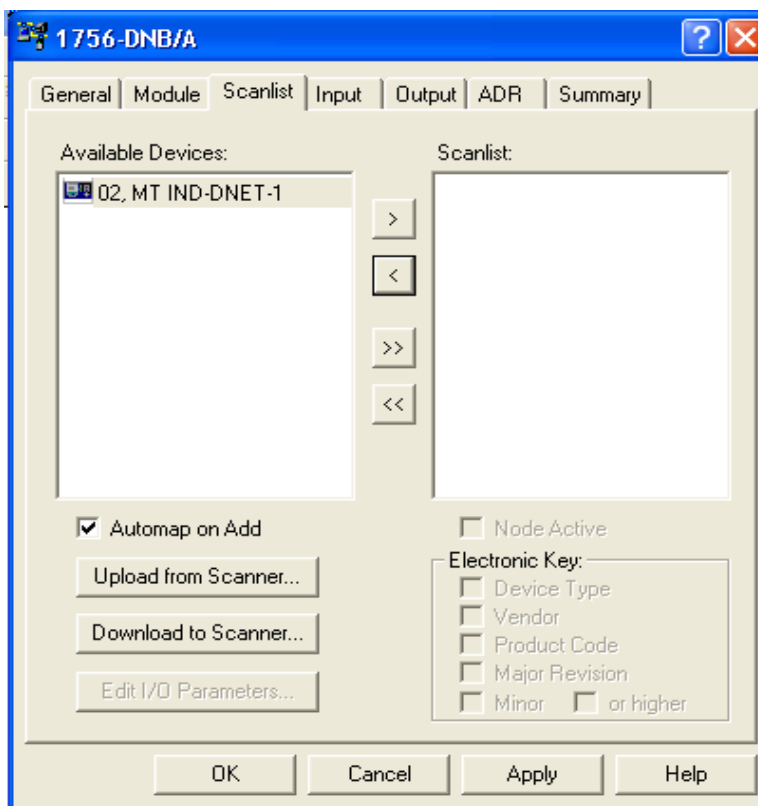 1756-DNB/A
General Module Scanlist Input Output ADR Summary
Available Devices: Scanlist:
02, MT IND-DNET-1
>
<
>>
<<
Automap on Add
Node Active
Upload from Scanner...
Electronic Key:
Device Type
Vendor
Download to Scanner...
Product Code
Major Revision
Edit I/O Parameters...
Minor or higher
OK Cancel Apply Help